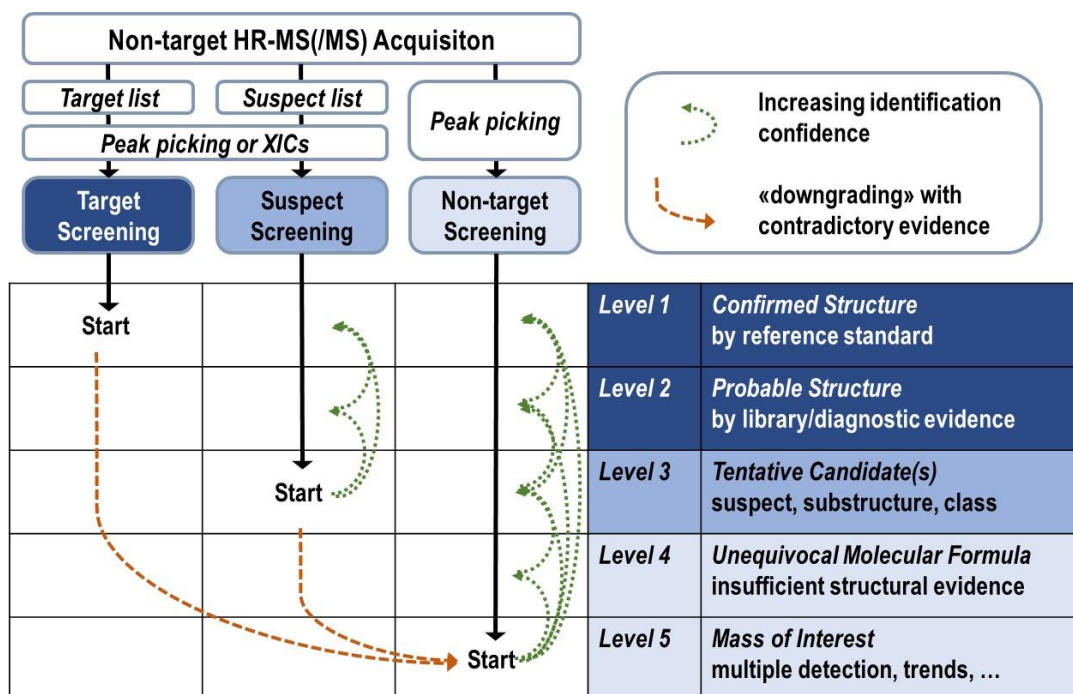 Non-target HR-MS(/MS) Acquisiton
Target list
Suspect list
Peak picking
Peak picking or XICs
Target
Screening
Suspect
Screening
Non-target
Screening
Increasing identification
confidence
«downgrading» with
contradictory evidence
Start
Level 1
Confirmed Structure
by reference standard
Level 2
Probable Structure
by library/diagnostic evidence
Start
Level 3
Tentative Candidate(s)
suspect, substructure, class
Level 4
Unequivocal Molecular Formula
insufficient structural evidence
Start
Level 5
Mass of Interest
multiple detection, trends, …